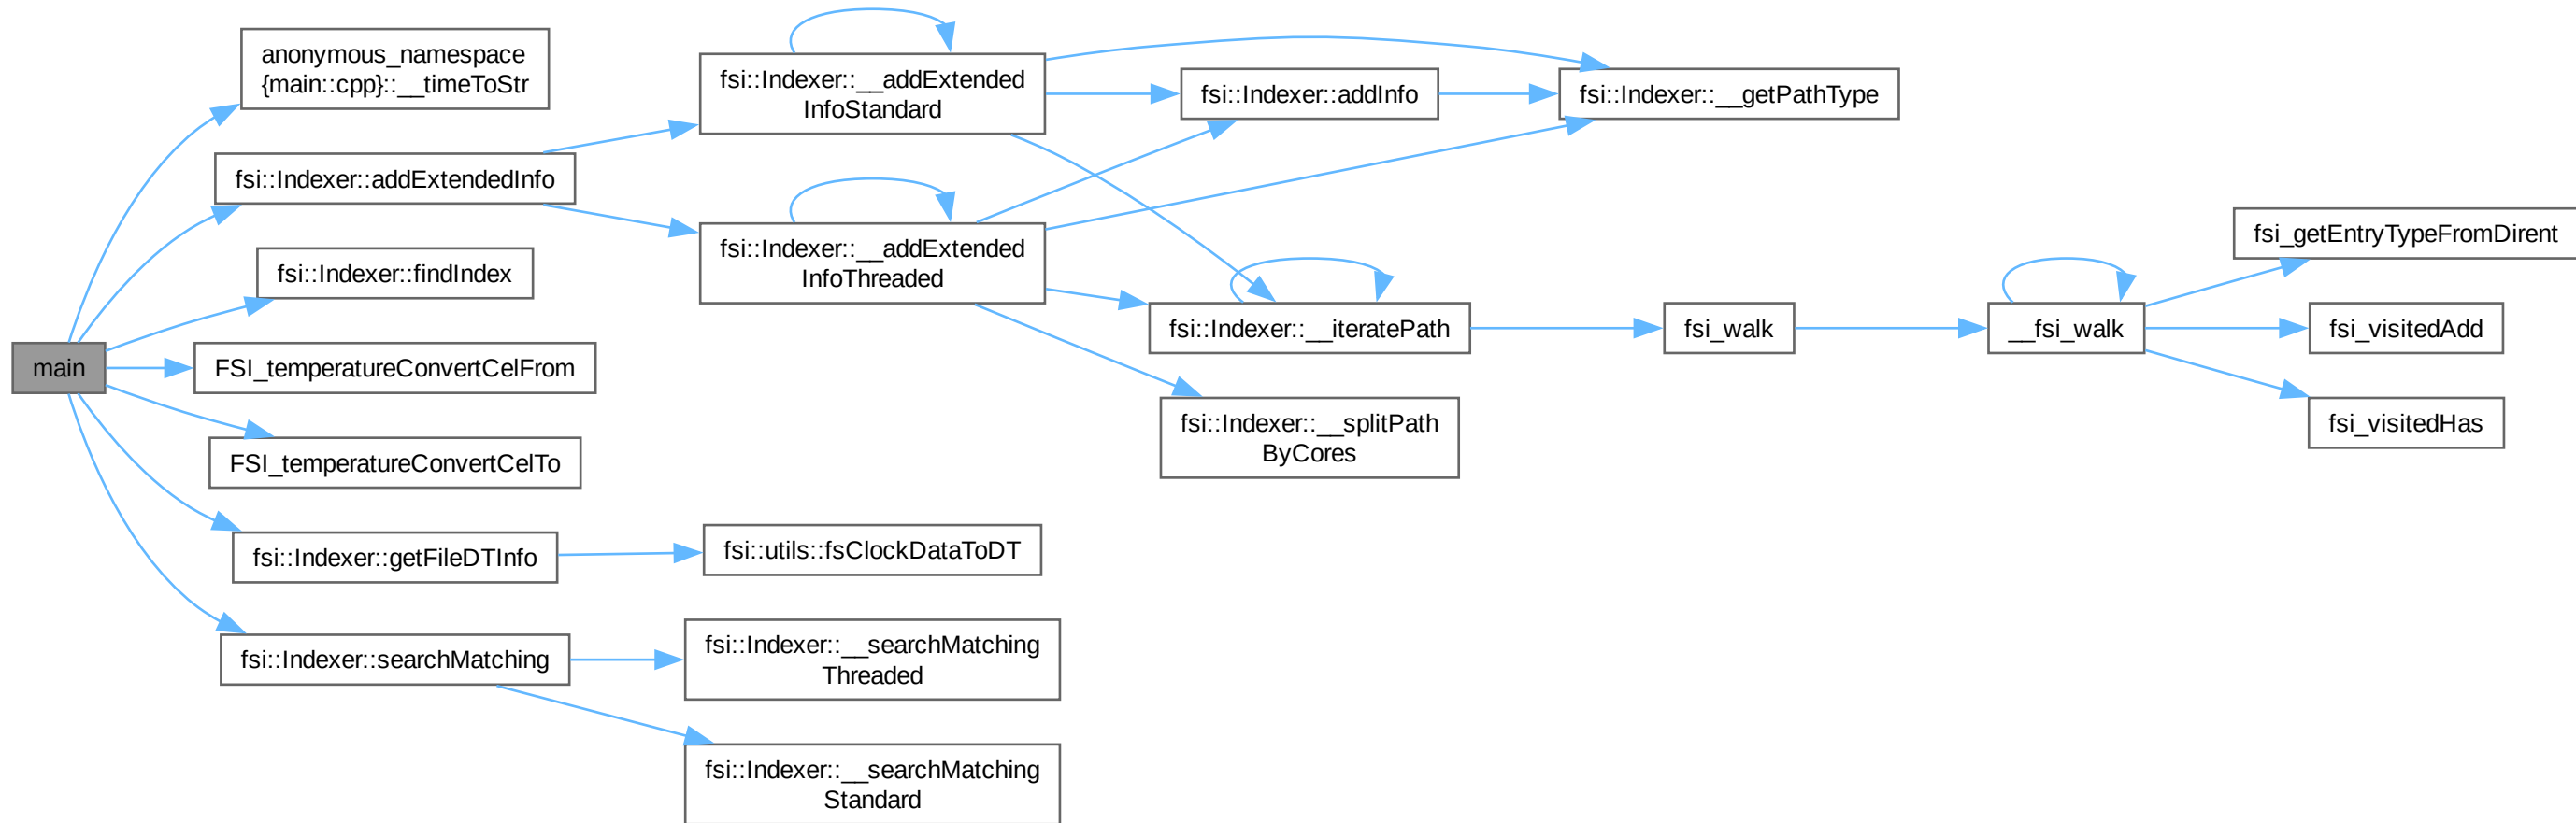 main
anonymous_namespace
{main::cpp}::__timeToStr
fsi::Indexer::addExtendedInfo
fsi::Indexer::findIndex
FSI_temperatureConvertCelFrom
FSI_temperatureConvertCelTo
fsi::Indexer::getFileDTInfo
fsi::Indexer::searchMatching
fsi::Indexer::__addExtended
InfoStandard
fsi::Indexer::__addExtended
InfoThreaded
fsi::utils::fsClockDataToDT
fsi::Indexer::__searchMatching
Threaded
fsi::Indexer::__searchMatching
Standard
fsi::Indexer::addInfo
fsi::Indexer::__iteratePath
fsi::Indexer::__splitPath
ByCores
fsi::Indexer::__getPathType
fsi_walk
__fsi_walk
fsi_getEntryTypeFromDirent
fsi_visitedAdd
fsi_visitedHas